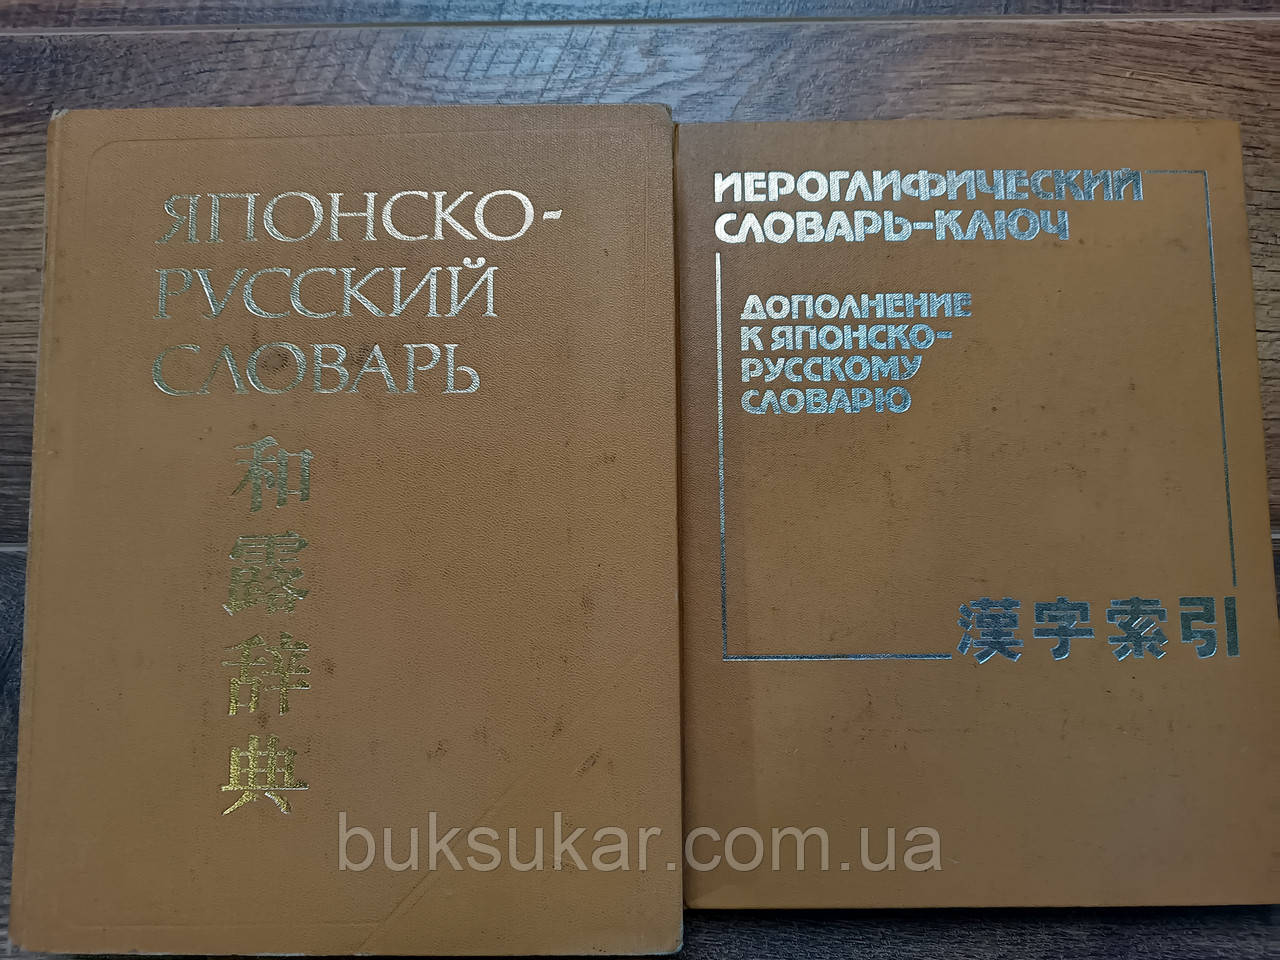 ЯПОНСКО-
РУССКИЙ
СЛОВАРЬ
和露辞典
ИЕРОГЛИФИЧЕСКИЙ
СЛОВАРЬ-КЛЮЧ
ДОПОЛНЕНИЕ
К ЯПОНСКО-
РУССКОМУ
СЛОВАРЮ
漢字索引
buksukar.com.ua